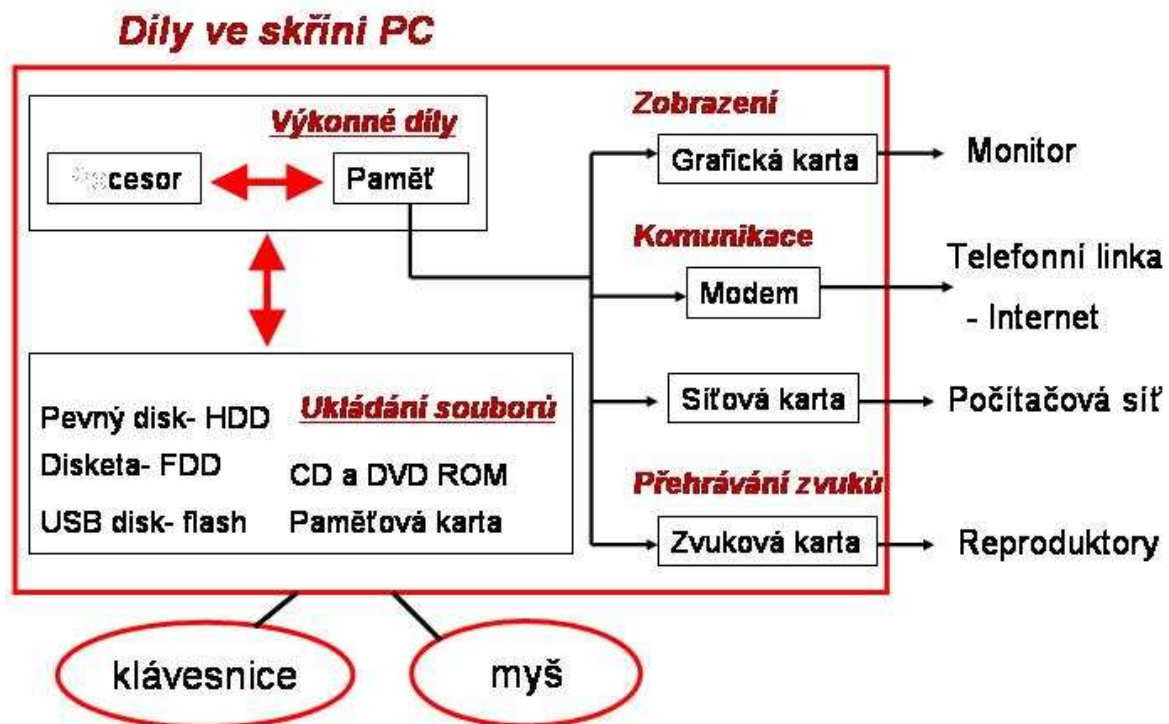 Díly ve skříni PC
Výkonné díly
Paměť
Pevný disk- HDD
Disketa- FDD
USB disk- flash
Ukládání souborů
CD a DVD ROM
Paměťová karta
Zobrazení
Grafická karta
Monitor
Komunikace
Modem
Telefonní linka
- Internet
Síťová karta
Počítačová síť
Přehrávání zvuků
Zvuková karta
Reproduktory
klávesnice
myš